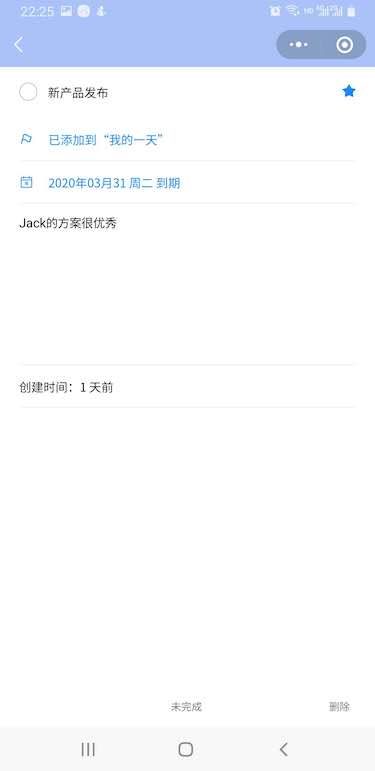 22:25
新产品发布
已添加到“我的一天”
2020年03月31 周二 到期
Jack的方案很优秀
创建时间：1 天前
未完成
删除